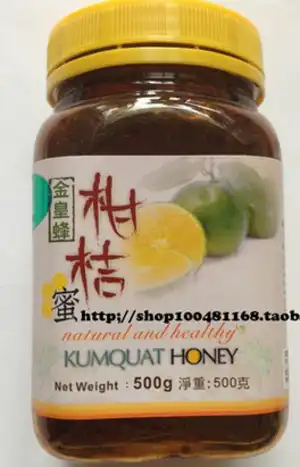 金皇蜂
柑桔
蜜
http://shop100481168.taoba
natural and healthy
KUMQUAT HONEY
Net Weight : 500g 淨重:500克